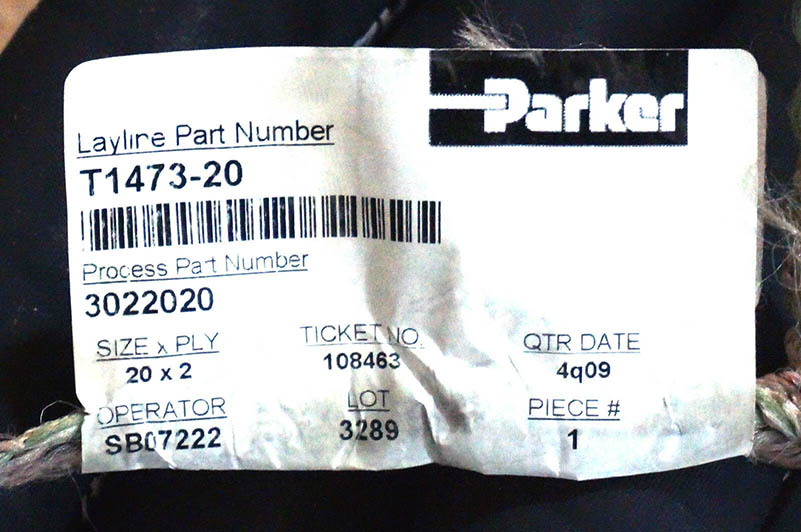 Parker
Layline Part Number
T1473-20
Process Part Number
3022020
SIZE x PLY TICKET NO. QTR DATE
20 x 2 108463 4q09
OPERATOR LOT PIECE #
SB07222 3289 1